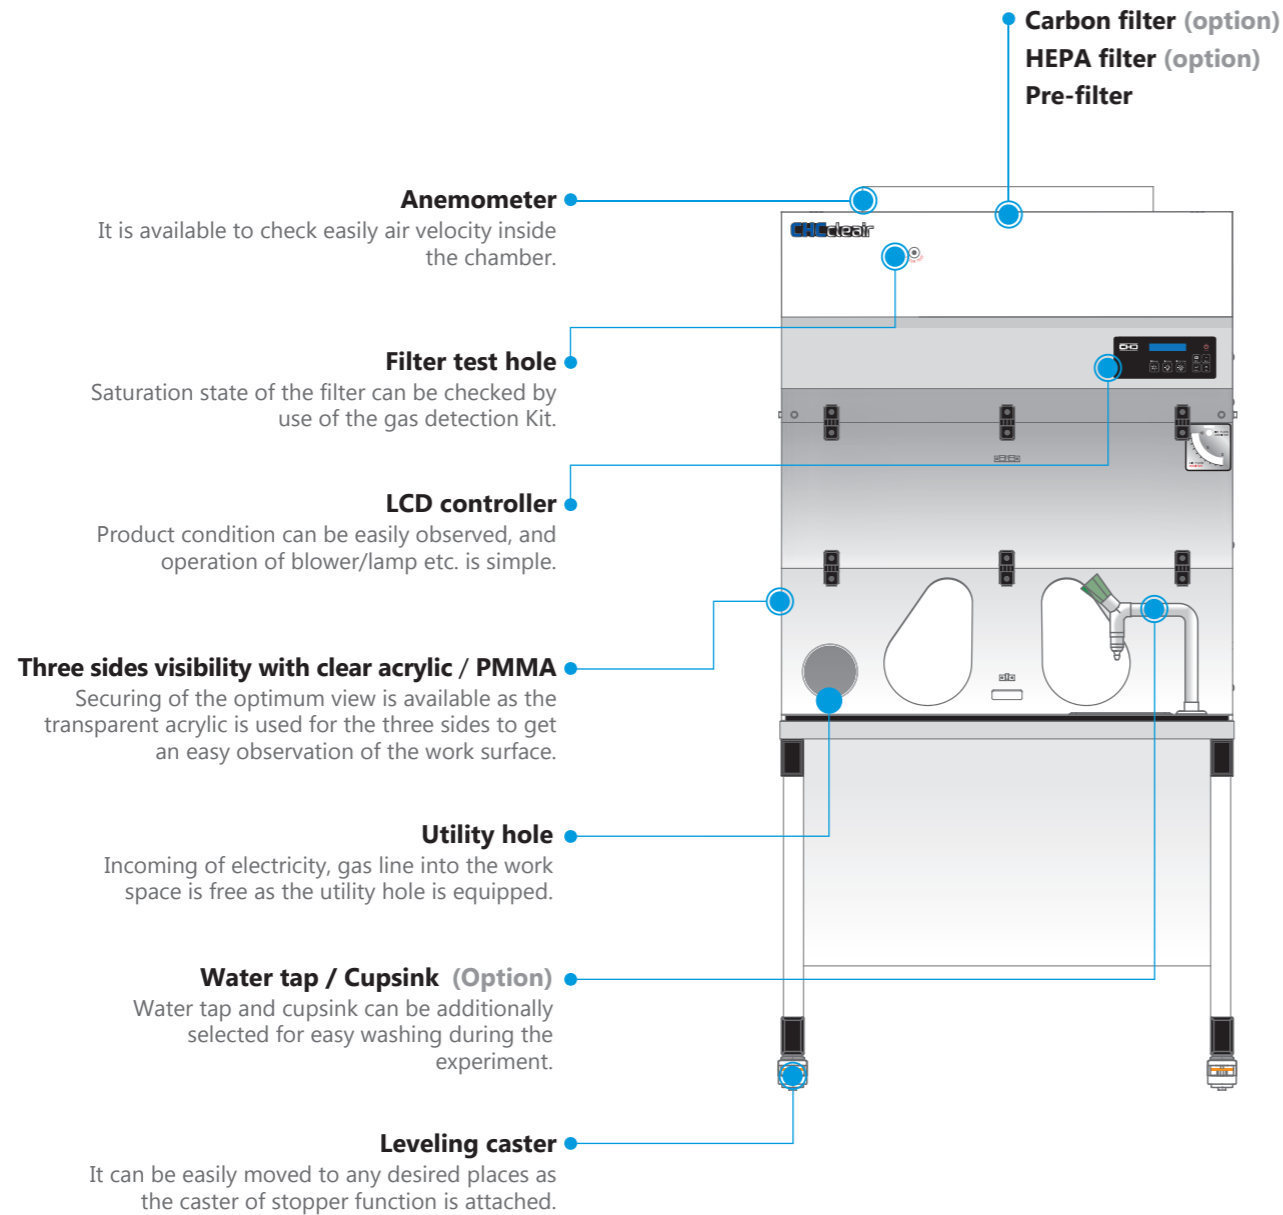 Carbon filter (option)
HEPA filter (option)
Pre-filter
Anemometer
It is available to check easily air velocity inside
the chamber.
CHCcleair
Filter test hole
Saturation state of the filter can be checked by
use of the gas detection Kit.
CHC
LCD controller
Product condition can be easily observed, and
operation of blower/lamp etc. is simple.
Three sides visibility with clear acrylic / PMMA
Securing of the optimum view is available as the
transparent acrylic is used for the three sides to get
an easy observation of the work surface.
Utility hole
Incoming of electricity, gas line into the work
space is free as the utility hole is equipped.
Water tap / Cupsink (Option)
Water tap and cupsink can be additionally
selected for easy washing during the
experiment.
Leveling caster
It can be easily moved to any desired places as
the caster of stopper function is attached.